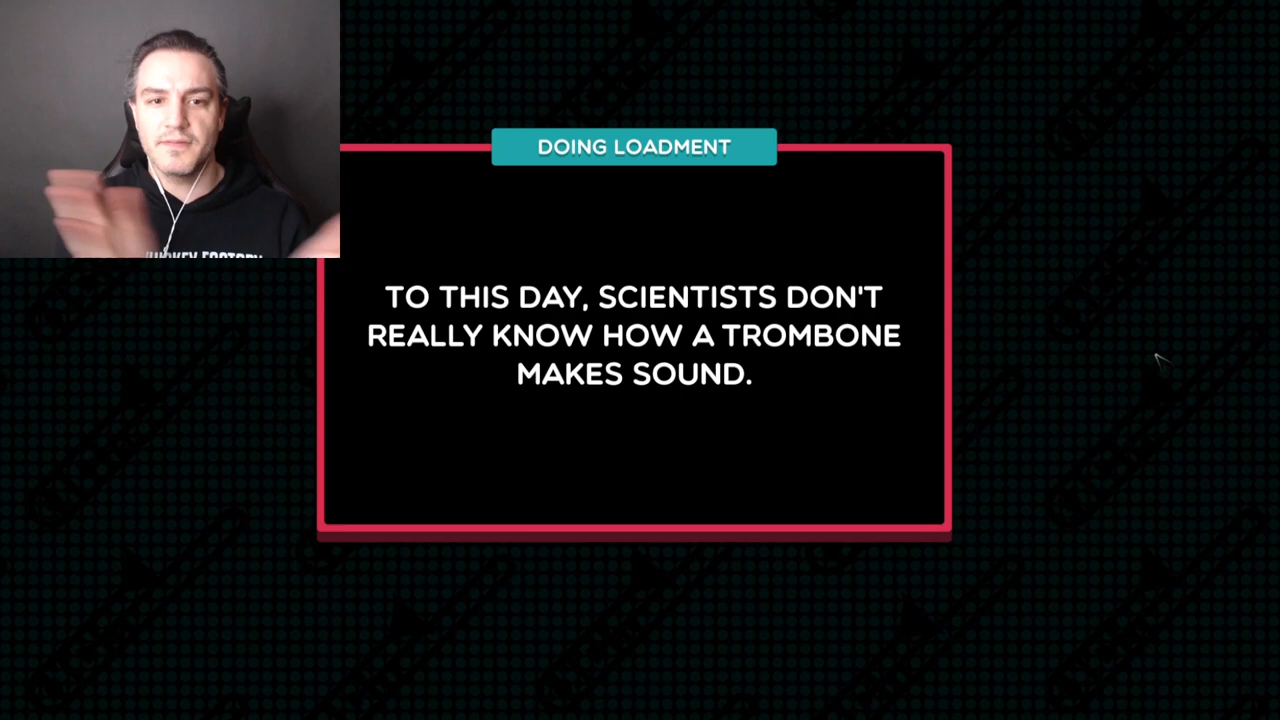 DOING LOADMENT
TO THIS DAY, SCIENTISTS DON'T
REALLY KNOW HOW A TROMBONE
MAKES SOUND.